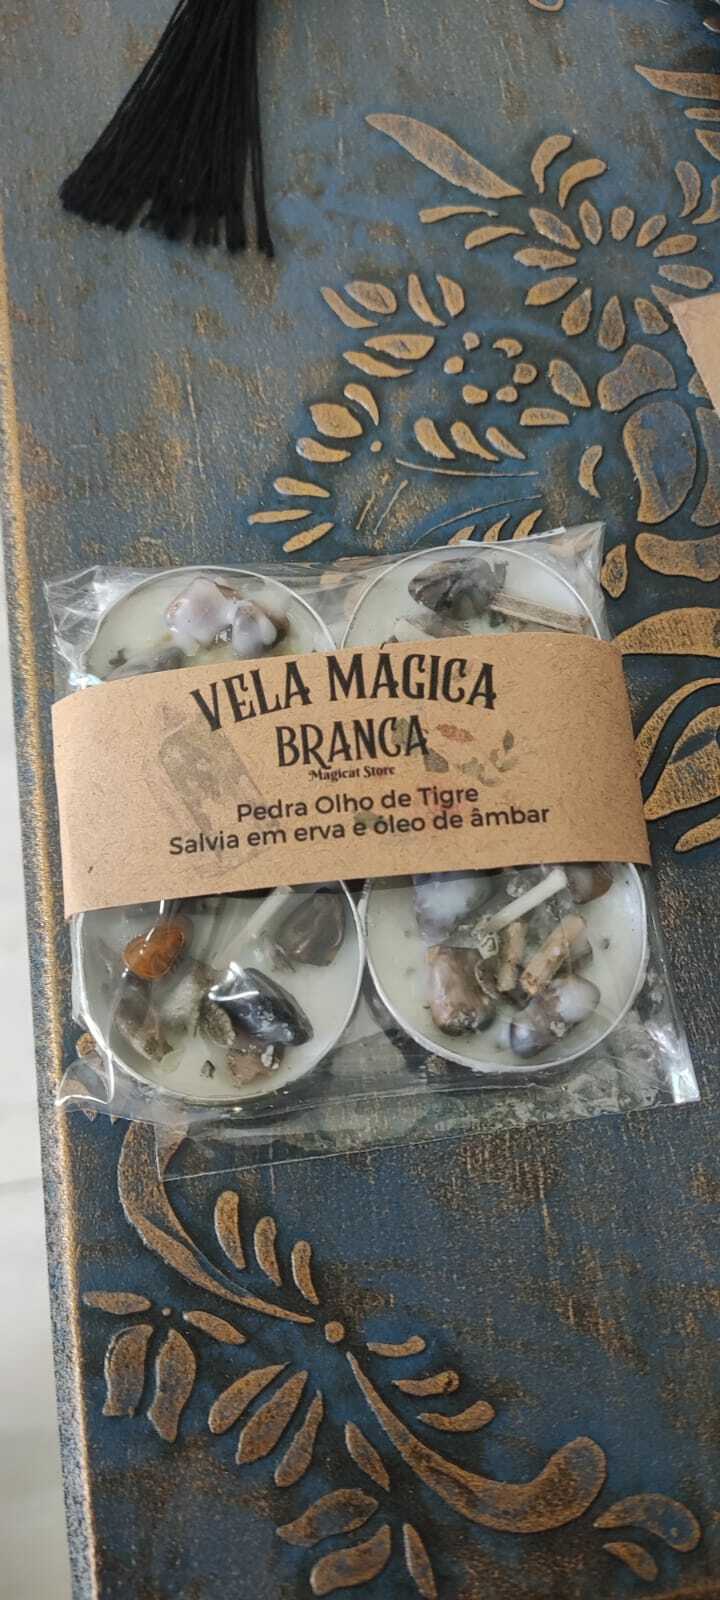 VELA MÁGICA
BRANCA
Magicat Store
Pedra Olho de Tigre
Salvia em erva e óleo de âmbar